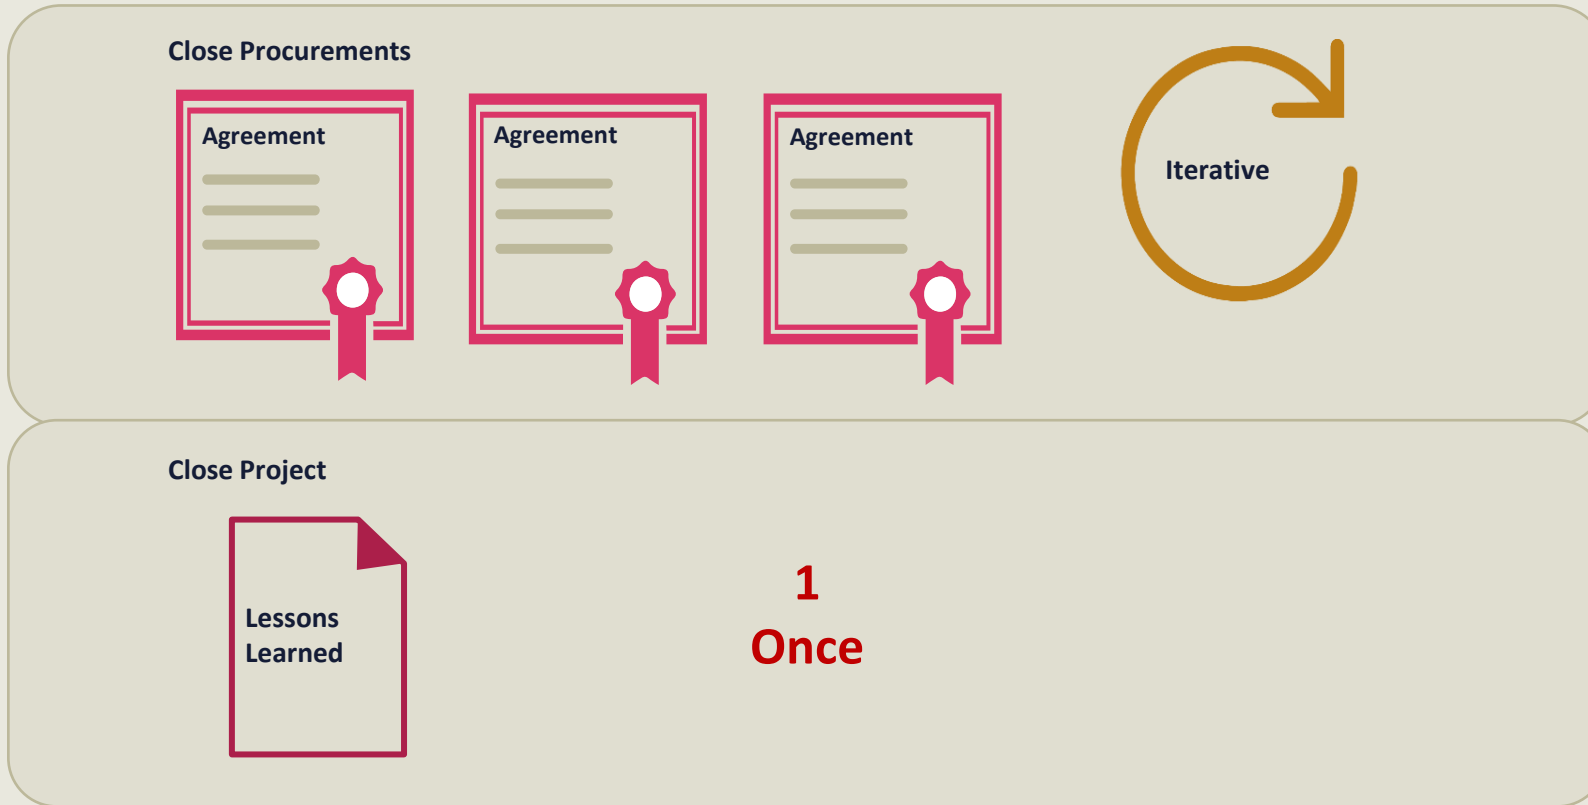 Close Procurements
Agreement
Agreement
Agreement
Iterative
Close Project
Lessons
Learned
1
Once